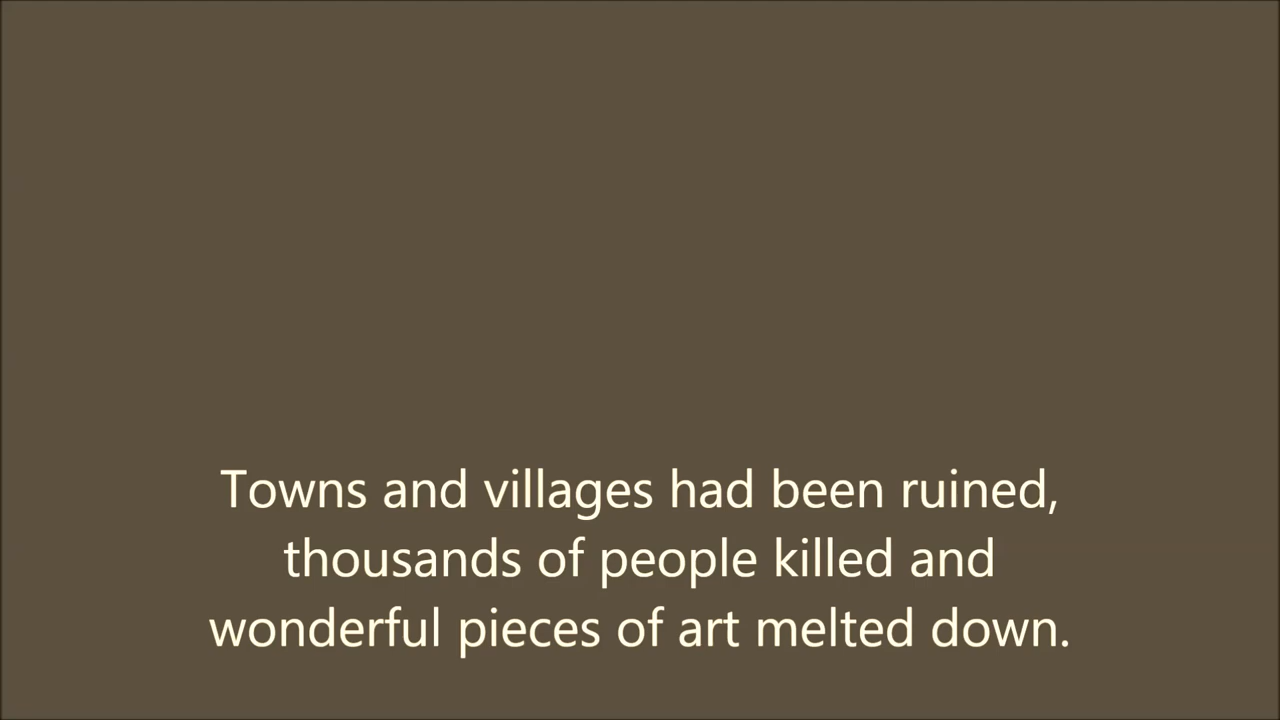 Towns and villages had been ruined,
thousands of people killed and
wonderful pieces of art melted down.